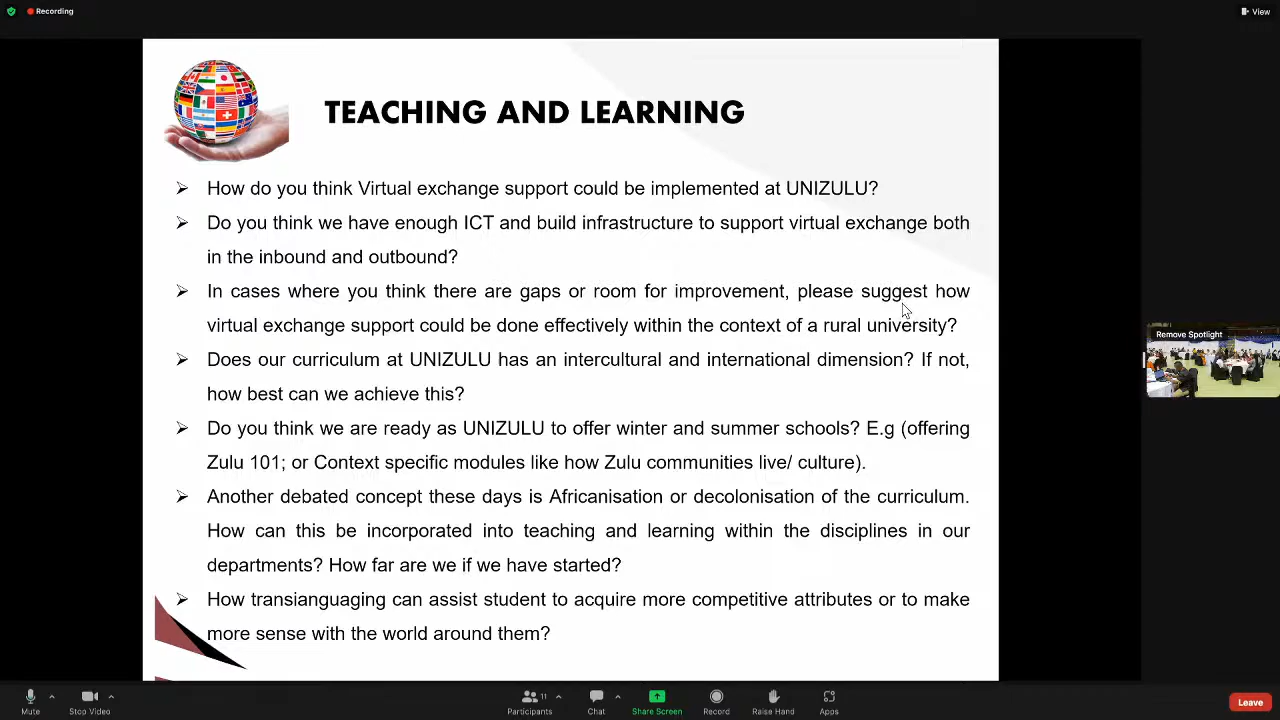 Recording
View
TEACHING AND LEARNING
How do you think Virtual exchange support could be implemented at UNIZULU?
Do you think we have enough ICT and build infrastructure to support virtual exchange both
in the inbound and outbound?
In cases where you think there are gaps or room for improvement, please suggest how
virtual exchange support could be done effectively within the context of a rural university?
Does our curriculum at UNIZULU has an intercultural and international dimension? If not,
how best can we achieve this?
Do you think we are ready as UNIZULU to offer winter and summer schools? E.g (offering
Zulu 101; or Context specific modules like how Zulu communities live/ culture).
Another debated concept these days is Africanisation or decolonisation of the curriculum.
How can this be incorporated into teaching and learning within the disciplines in our
departments? How far are we if we have started?
How transianguaging can assist student to acquire more competitive attributes or to make
more sense with the world around them?
Remove Spotlight
Mute
Stop Video
Participants 11
Chat
Share Screen
Record
Raise Hand
Apps
Leave